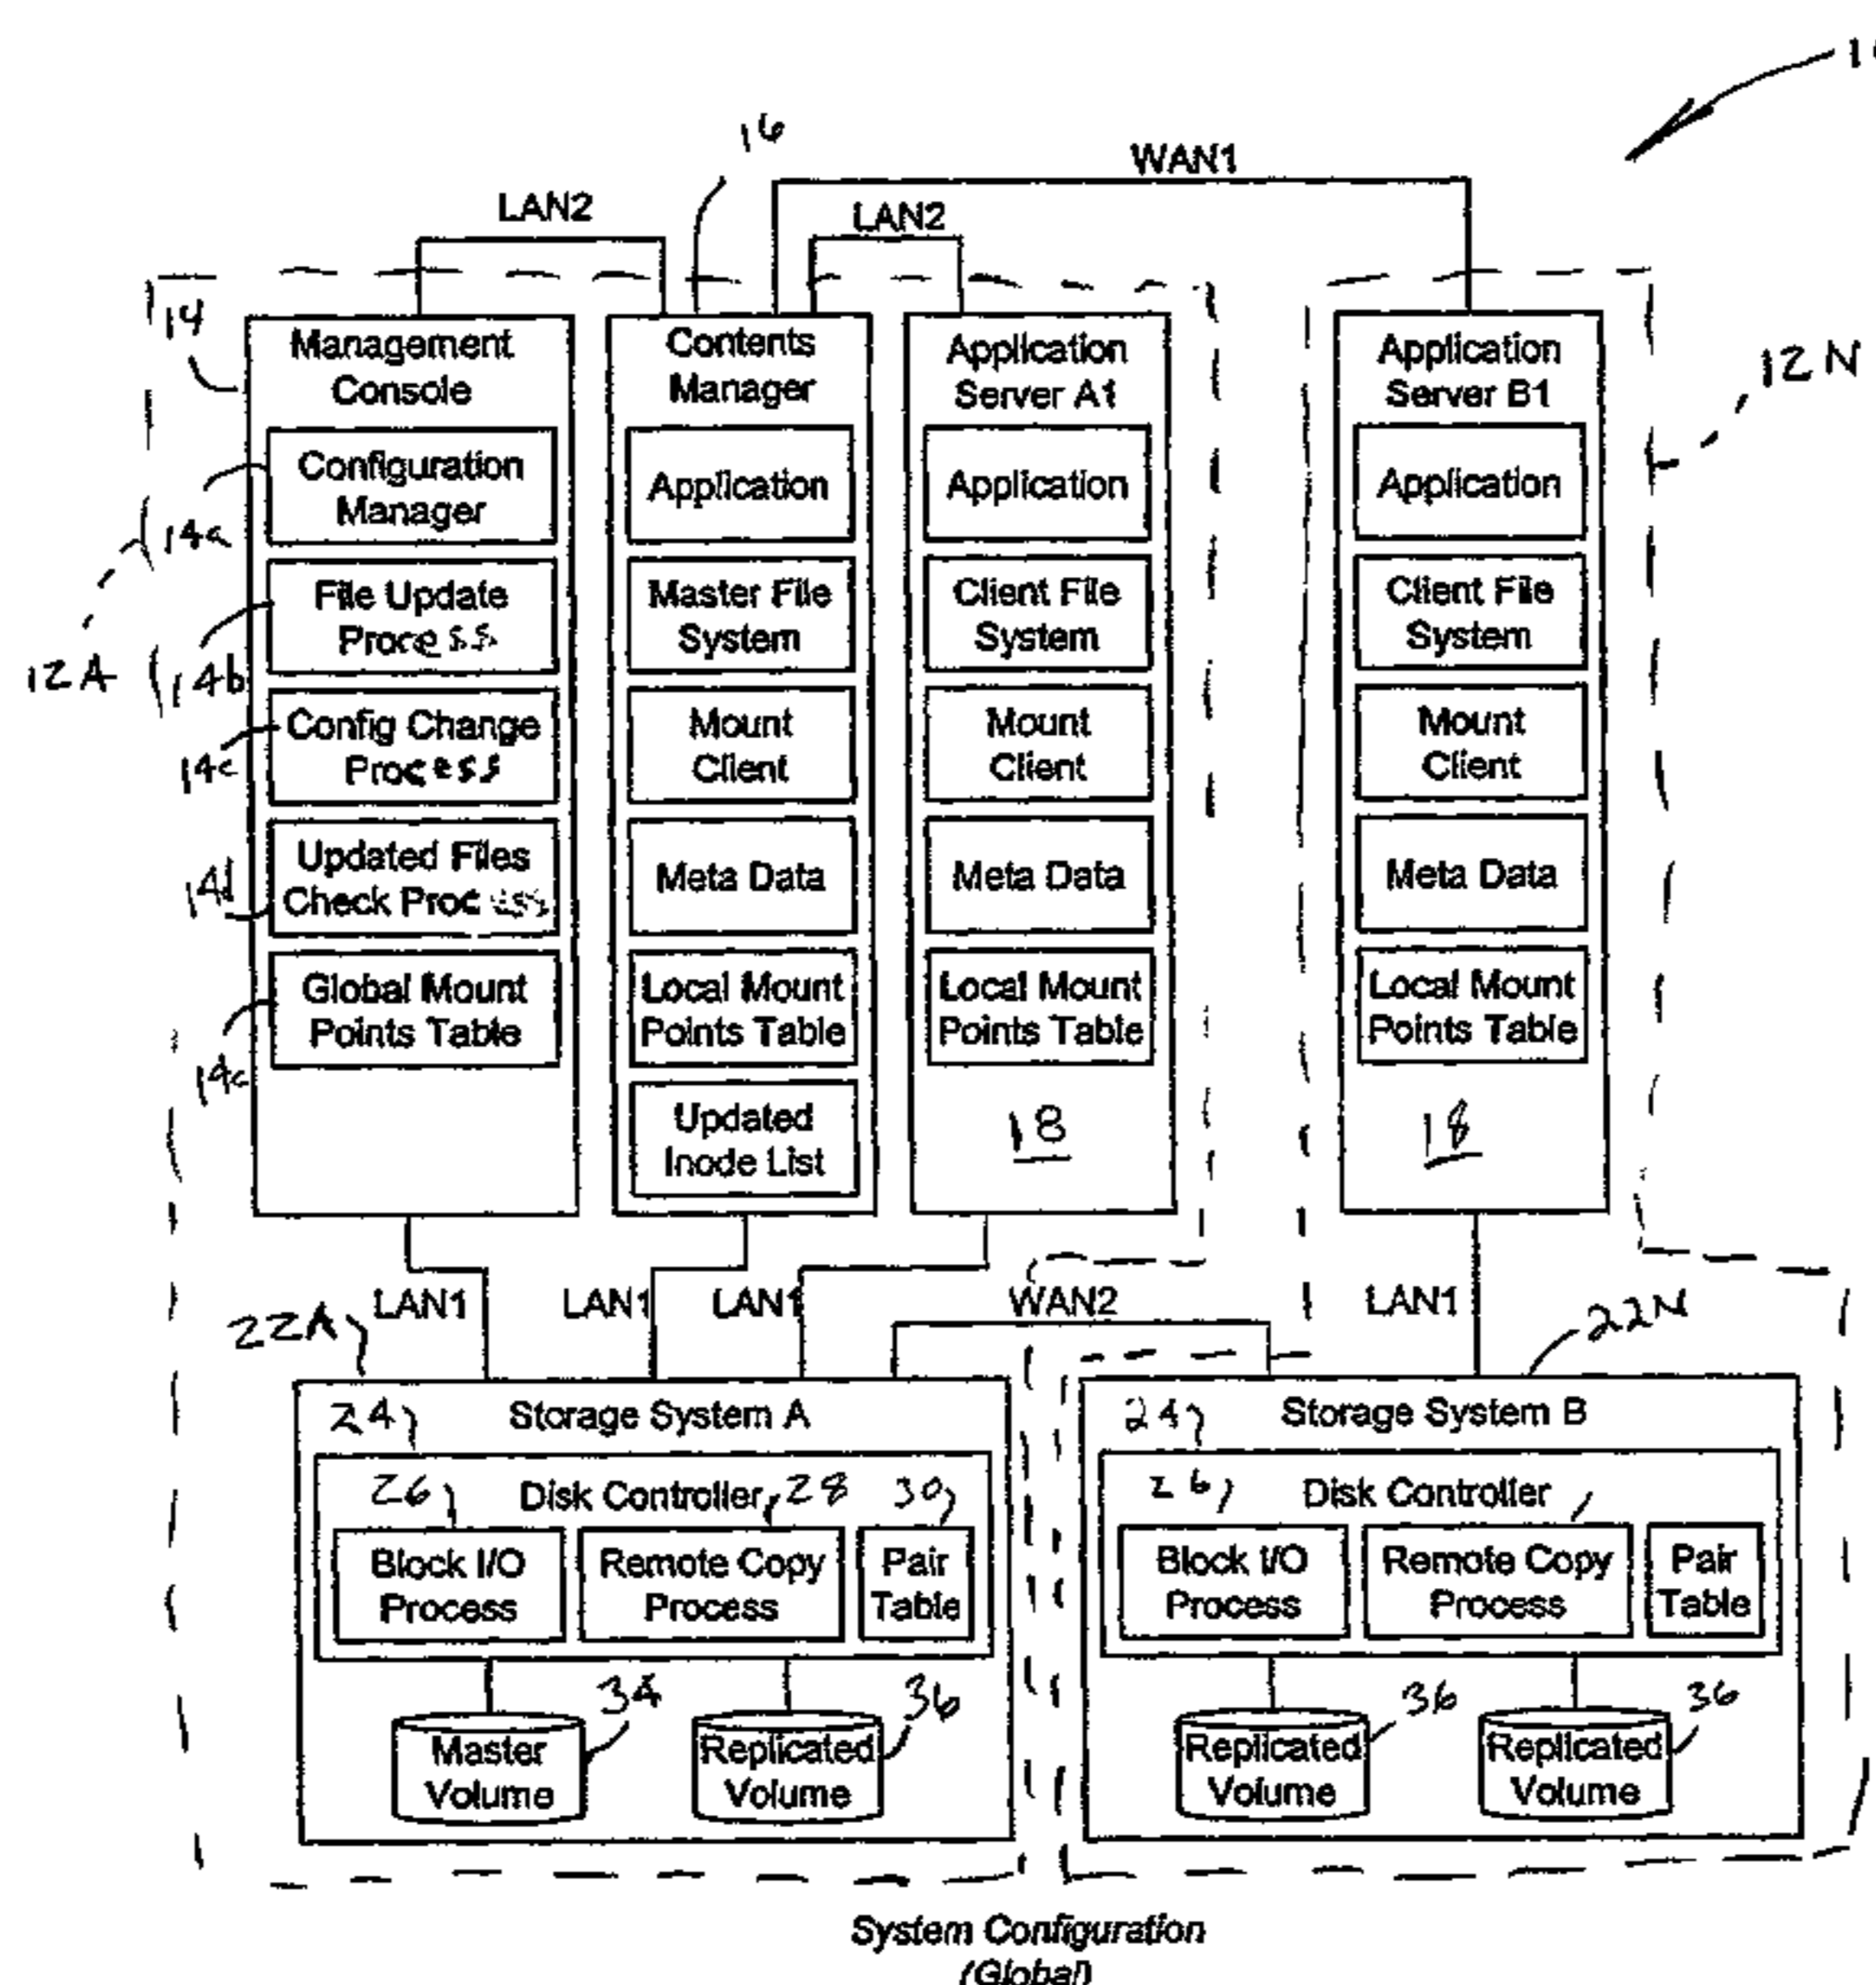 16
WAN1
LAN2
LAN2
14
Management
Console
Contents
Manager
Application
Server A1
Application
Server B1
12N
Configuration
Manager
Application
Application
Application
14a
File Update
Process
Master File
System
Client File
System
Client File
System
12A
14b
Config Change
Process
Mount
Client
Mount
Client
Mount
Client
14c
Updated Files
Check Process
Meta Data
Meta Data
Meta Data
14d
Global Mount
Points Table
Local Mount
Points Table
Local Mount
Points Table
Local Mount
Points Table
Updated
Inode List
18
18
LAN1
LAN1
LAN1
WAN2
LAN1
22A
22N
24
Storage System A
24
Storage System B
26
Disk Controller
28
30
26
Disk Controller
Block I/O
Process
Remote Copy
Process
Pair
Table
Block I/O
Process
Remote Copy
Process
Pair
Table
34
36
36
36
Master
Volume
Replicated
Volume
Replicated
Volume
Replicated
Volume
System Configuration
(Global)